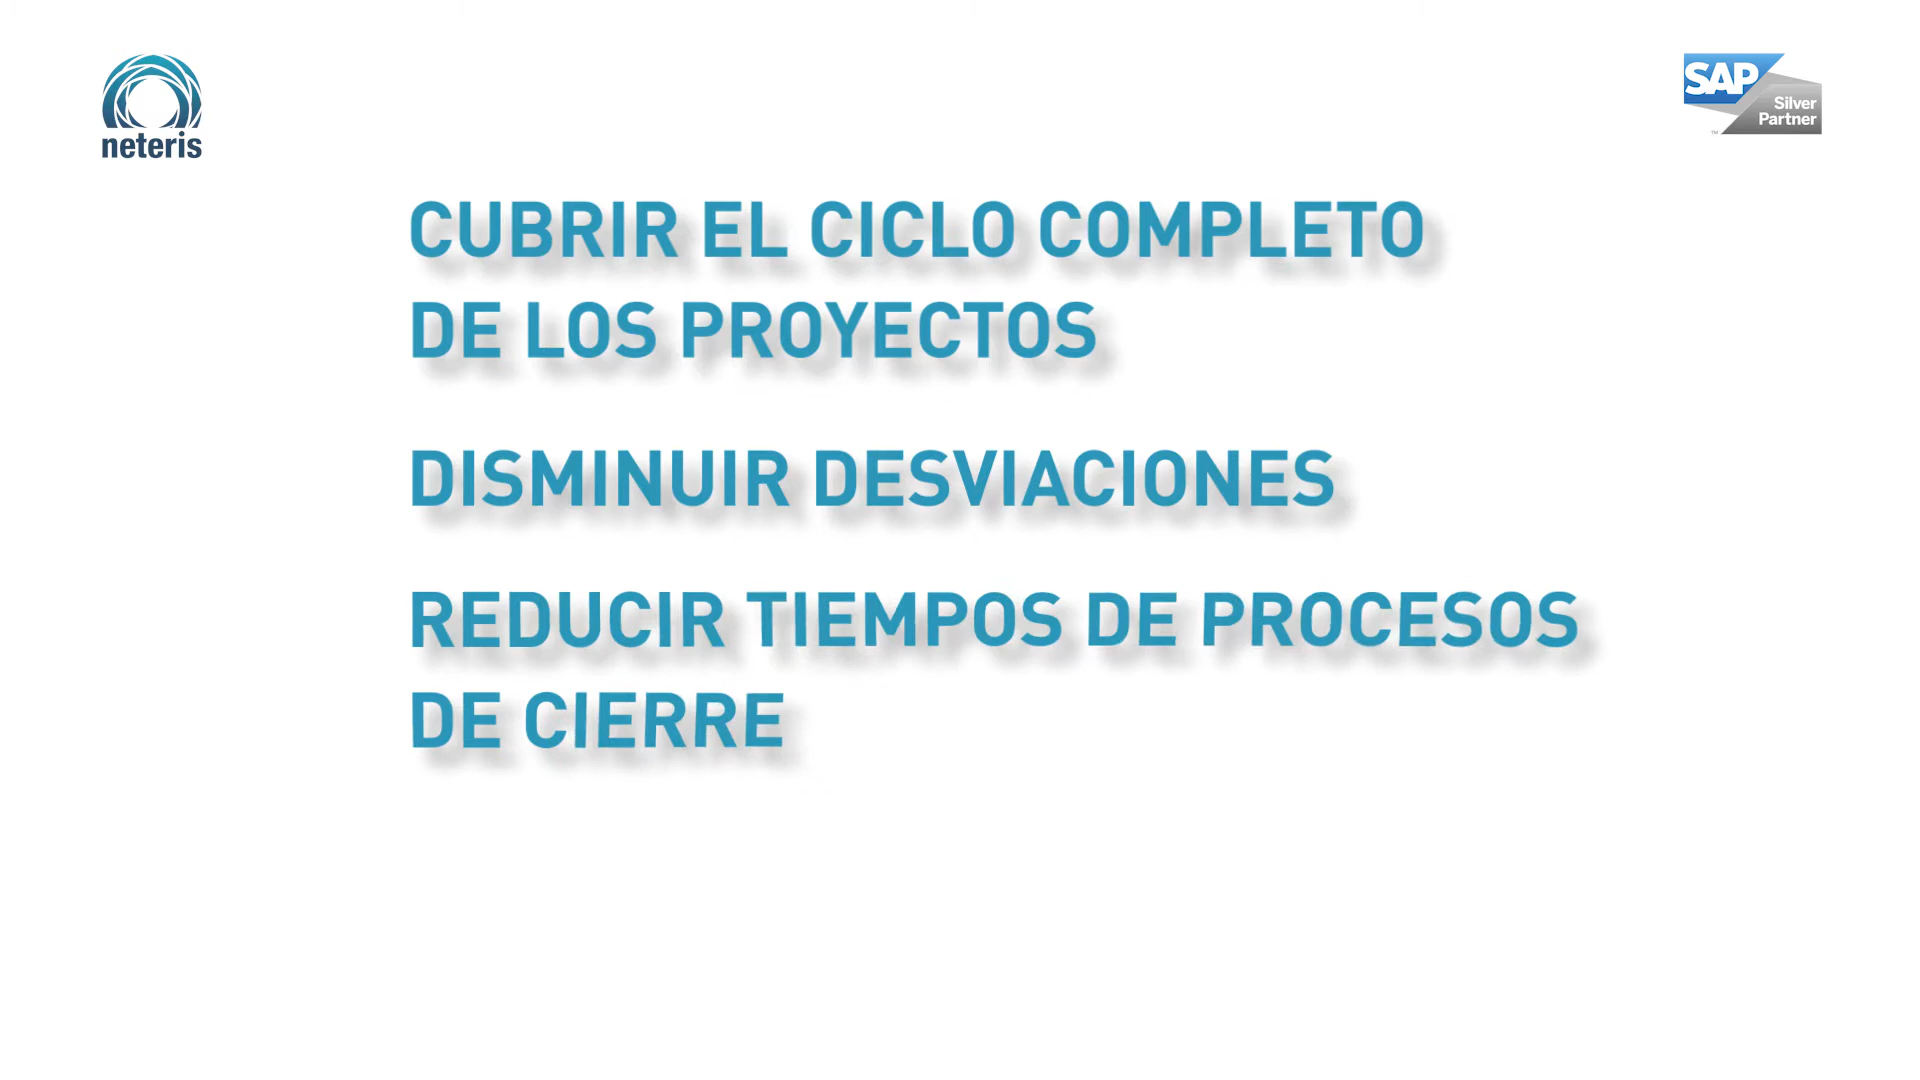 neteris
SAP
Silver
Partner
TM
CUBRIR EL CICLO COMPLETO
DE LOS PROYECTOS
DISMINUIR DESVIACIONES
REDUCIR TIEMPOS DE PROCESOS
DE CIERRE